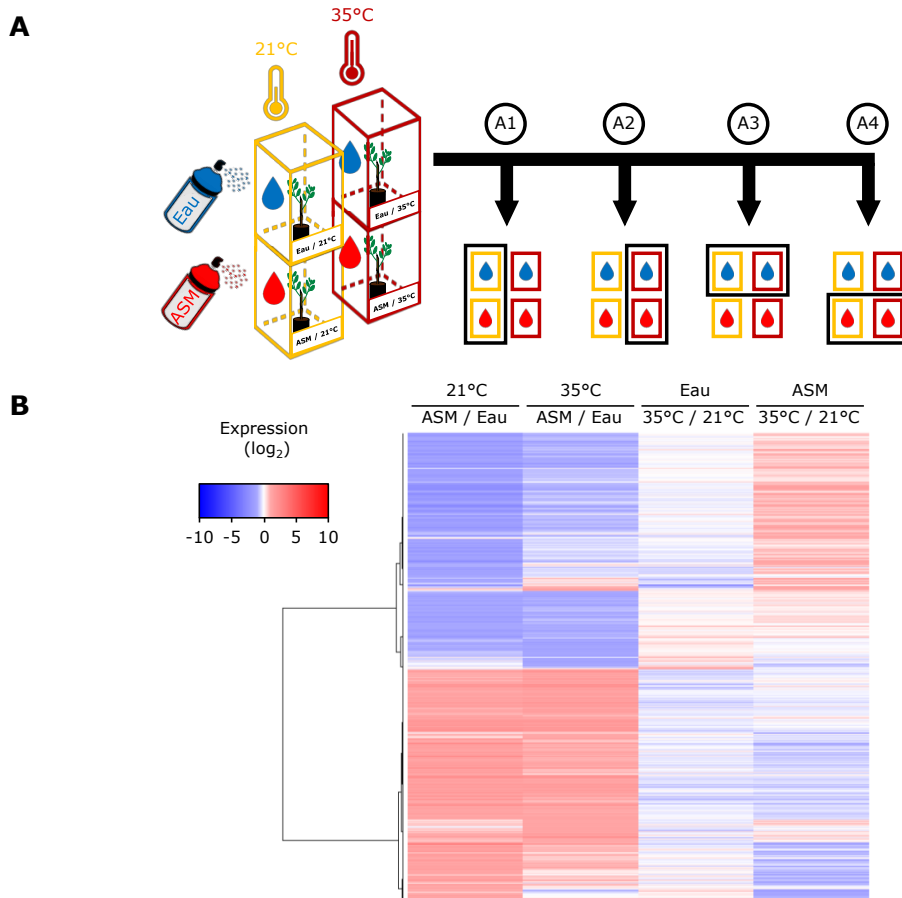 A
35°C
21°C
A1 A2 A3 A4
Eau
Eau / 35°C
Eau / 21°C
ASM
ASM / 35°C
ASM / 21°C
B
21°C 35°C Eau ASM
ASM / Eau ASM / Eau 35°C / 21°C 35°C / 21°C
Expression
(log₂)
-10 -5 0 5 10